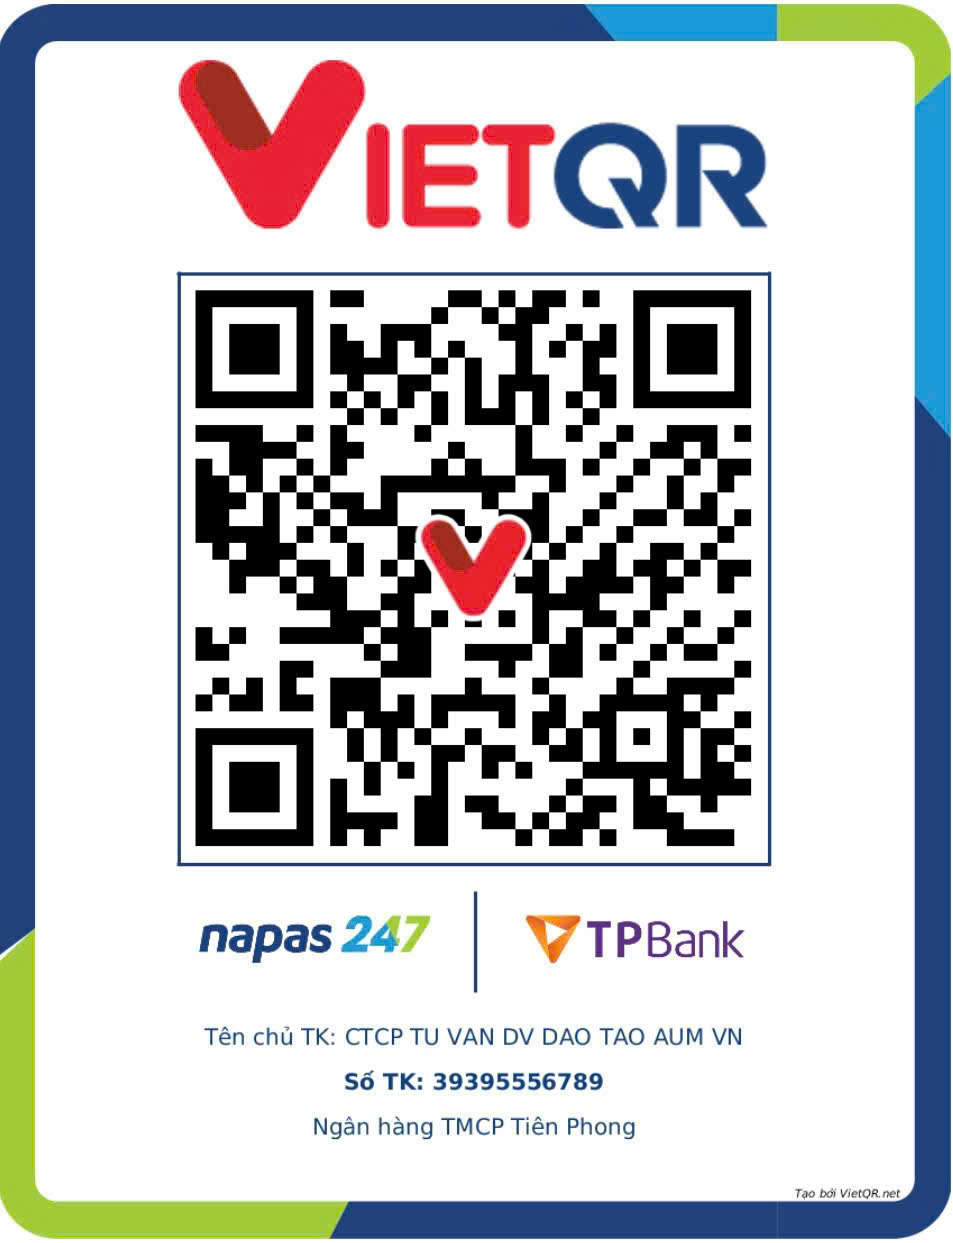 VIETQR
napas 247
TPBank
Tên chủ TK: CTCP TU VAN DV DAO TAO AUM VN
Số TK: 39395556789
Ngân hàng TMCP Tiên Phong
Tạo bởi VietQR.net